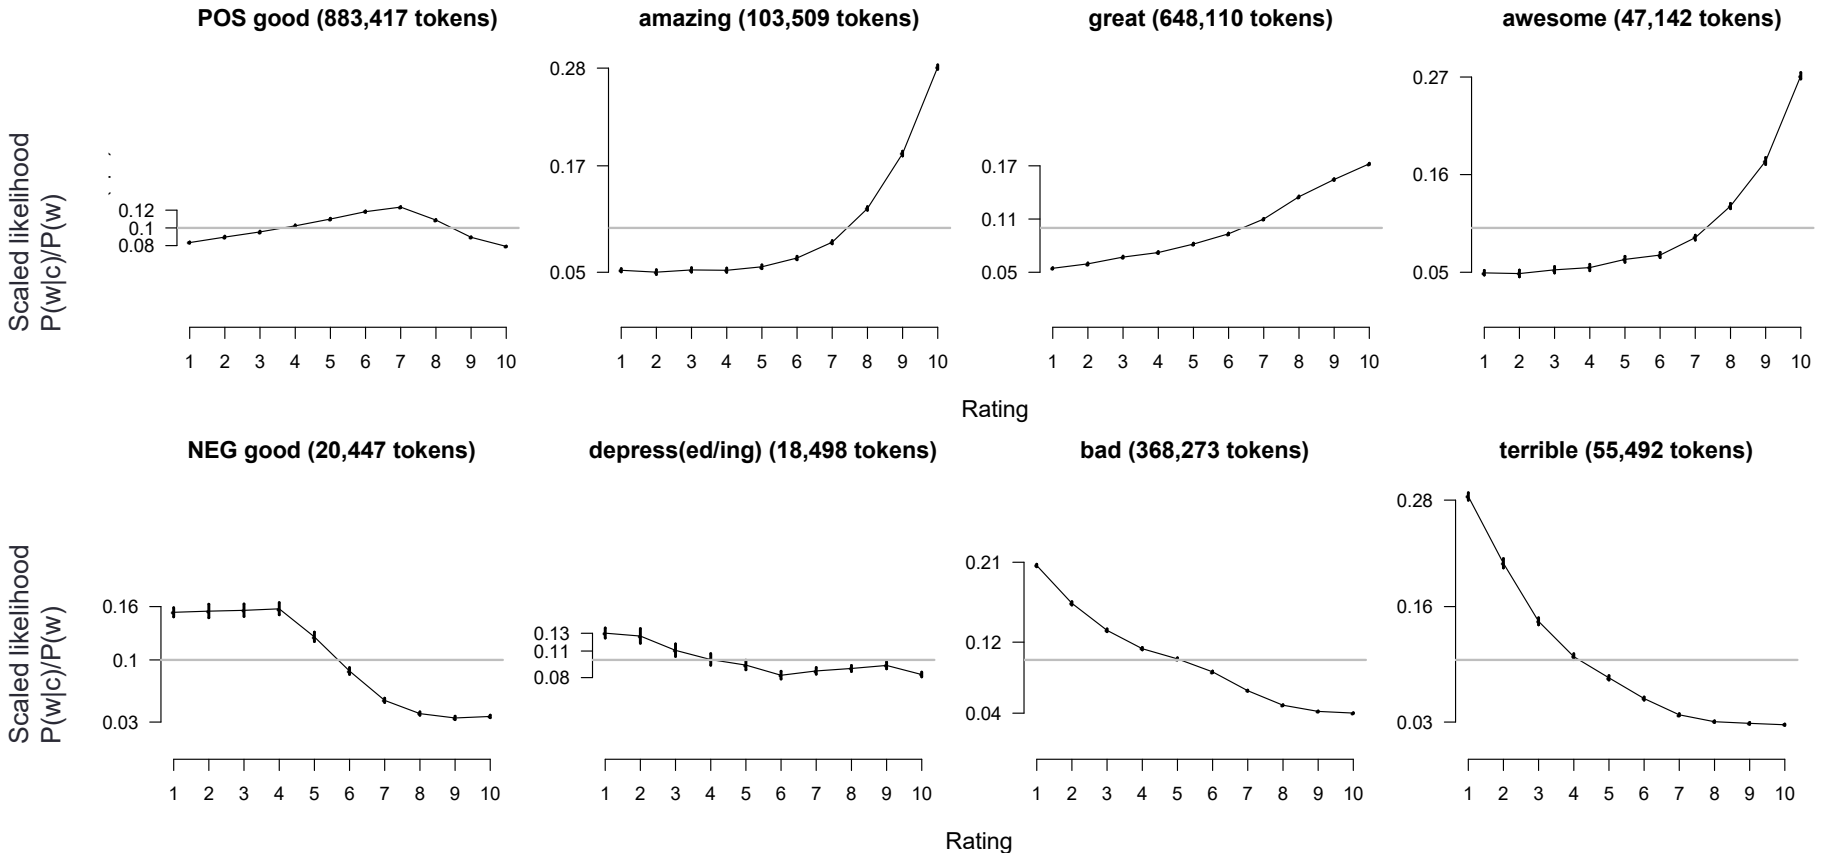 POS good (883,417 tokens)
amazing (103,509 tokens)
great (648,110 tokens)
awesome (47,142 tokens)
Scaled likelihood
P(w|c)/P(w)
0.12
0.1
0.08
1 2 3 4 5 6 7 8 9 10
0.28
0.17
0.05
1 2 3 4 5 6 7 8 9 10
0.17
0.11
0.05
1 2 3 4 5 6 7 8 9 10
0.27
0.16
0.05
1 2 3 4 5 6 7 8 9 10
Rating
NEG good (20,447 tokens)
depress(ed/ing) (18,498 tokens)
bad (368,273 tokens)
terrible (55,492 tokens)
Scaled likelihood
P(w|c)/P(w)
0.16
0.1
0.03
1 2 3 4 5 6 7 8 9 10
0.13
0.11
0.08
1 2 3 4 5 6 7 8 9 10
0.21
0.12
0.04
1 2 3 4 5 6 7 8 9 10
0.28
0.16
0.03
1 2 3 4 5 6 7 8 9 10
Rating